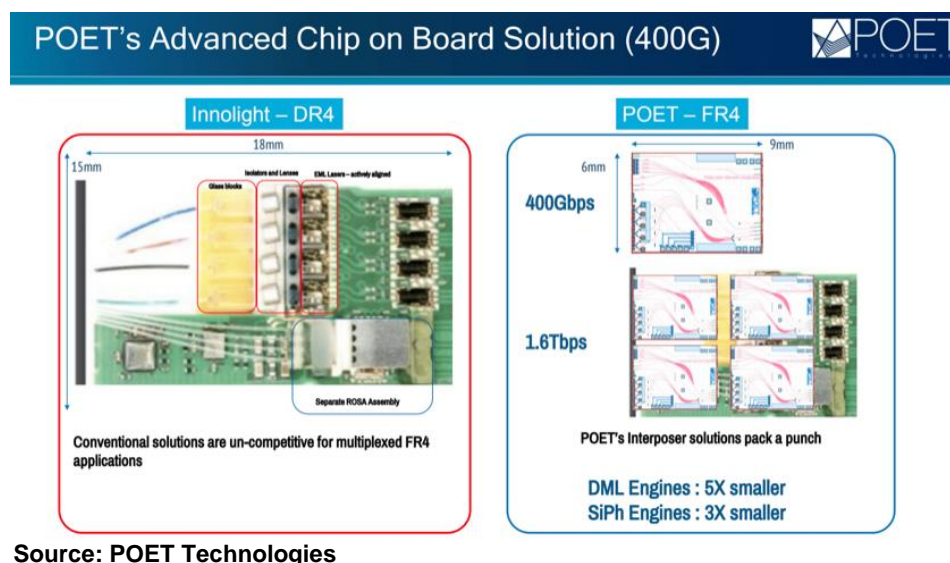 POET's Advanced Chip on Board Solution (400G)
POET
Technologies
Innolight – DR4
18mm
15mm
Isolators and Lenses
EML Lasers – actively aligned
Glass blocks
Separate ROSA Assembly
Conventional solutions are un-competitive for multiplexed FR4
applications
POET – FR4
9mm
6mm
400Gbps
1.6Tbps
POET's Interposer solutions pack a punch
DML Engines : 5X smaller
SiPh Engines : 3X smaller
Source: POET Technologies